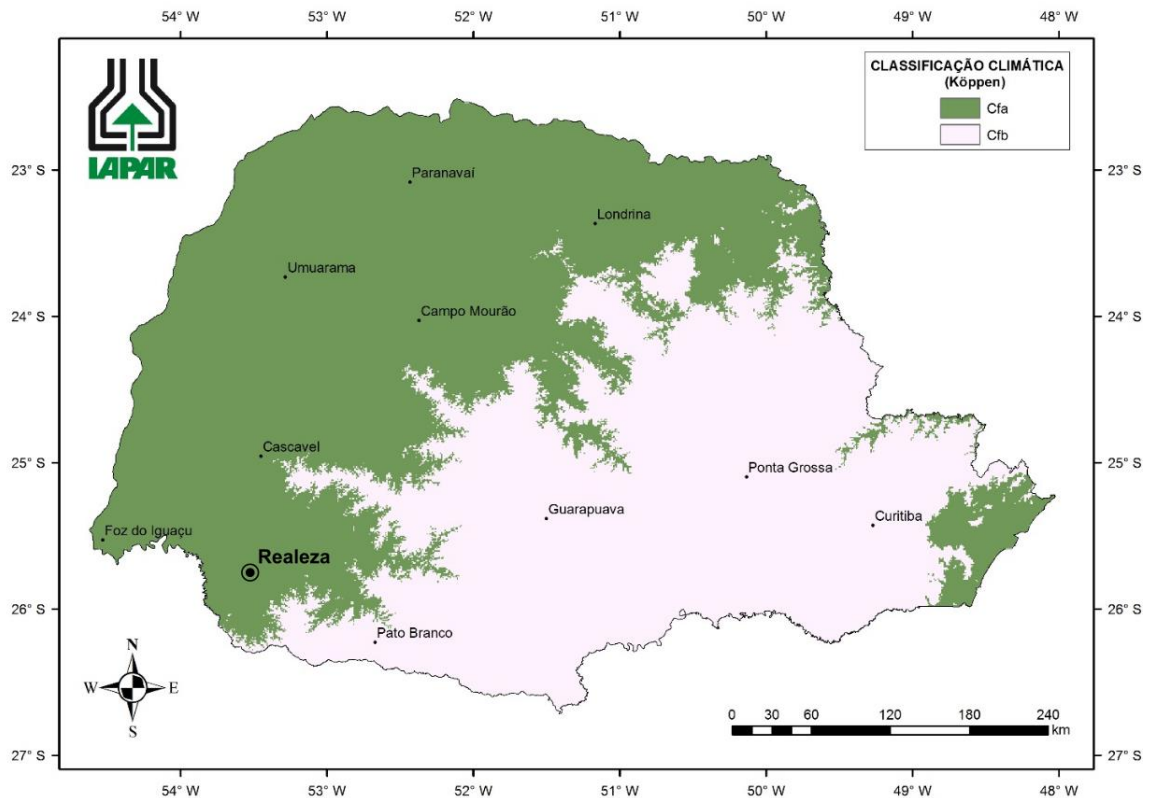 54° W 53° W 52° W 51° W 50° W 49° W 48° W
IAPAR
CLASSIFICAÇÃO CLIMÁTICA
(Köppen)
Cfa
Cfb
23° S 23° S
Paranavaí
Londrina
Umuarama
24° S 24° S
Campo Mourão
Cascavel
25° S 25° S
Ponta Grossa
Guarapuava
Curitiba
Foz do Iguaçu
Realeza
26° S 26° S
Pato Branco
N
W E
S
0 30 60 120 180 240
km
27° S 27° S
54° W 53° W 52° W 51° W 50° W 49° W 48° W